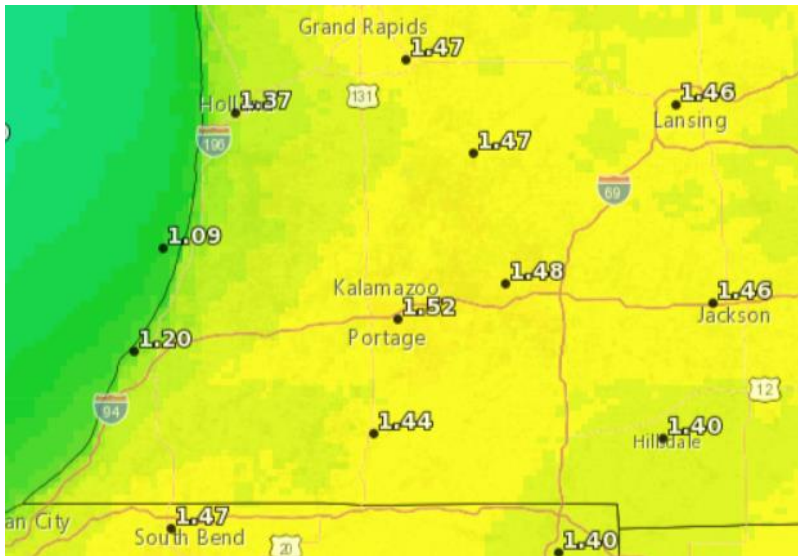 Grand Rapids
1.47
131
1.37
1.46
Lansing
196
1.47
69
1.09
1.48
Kalamazoo
1.52
1.46
Jackson
Portage
1.20
12
94
1.44
1.40
Hillsdale
1.47
an City
South Bend
20
1.40